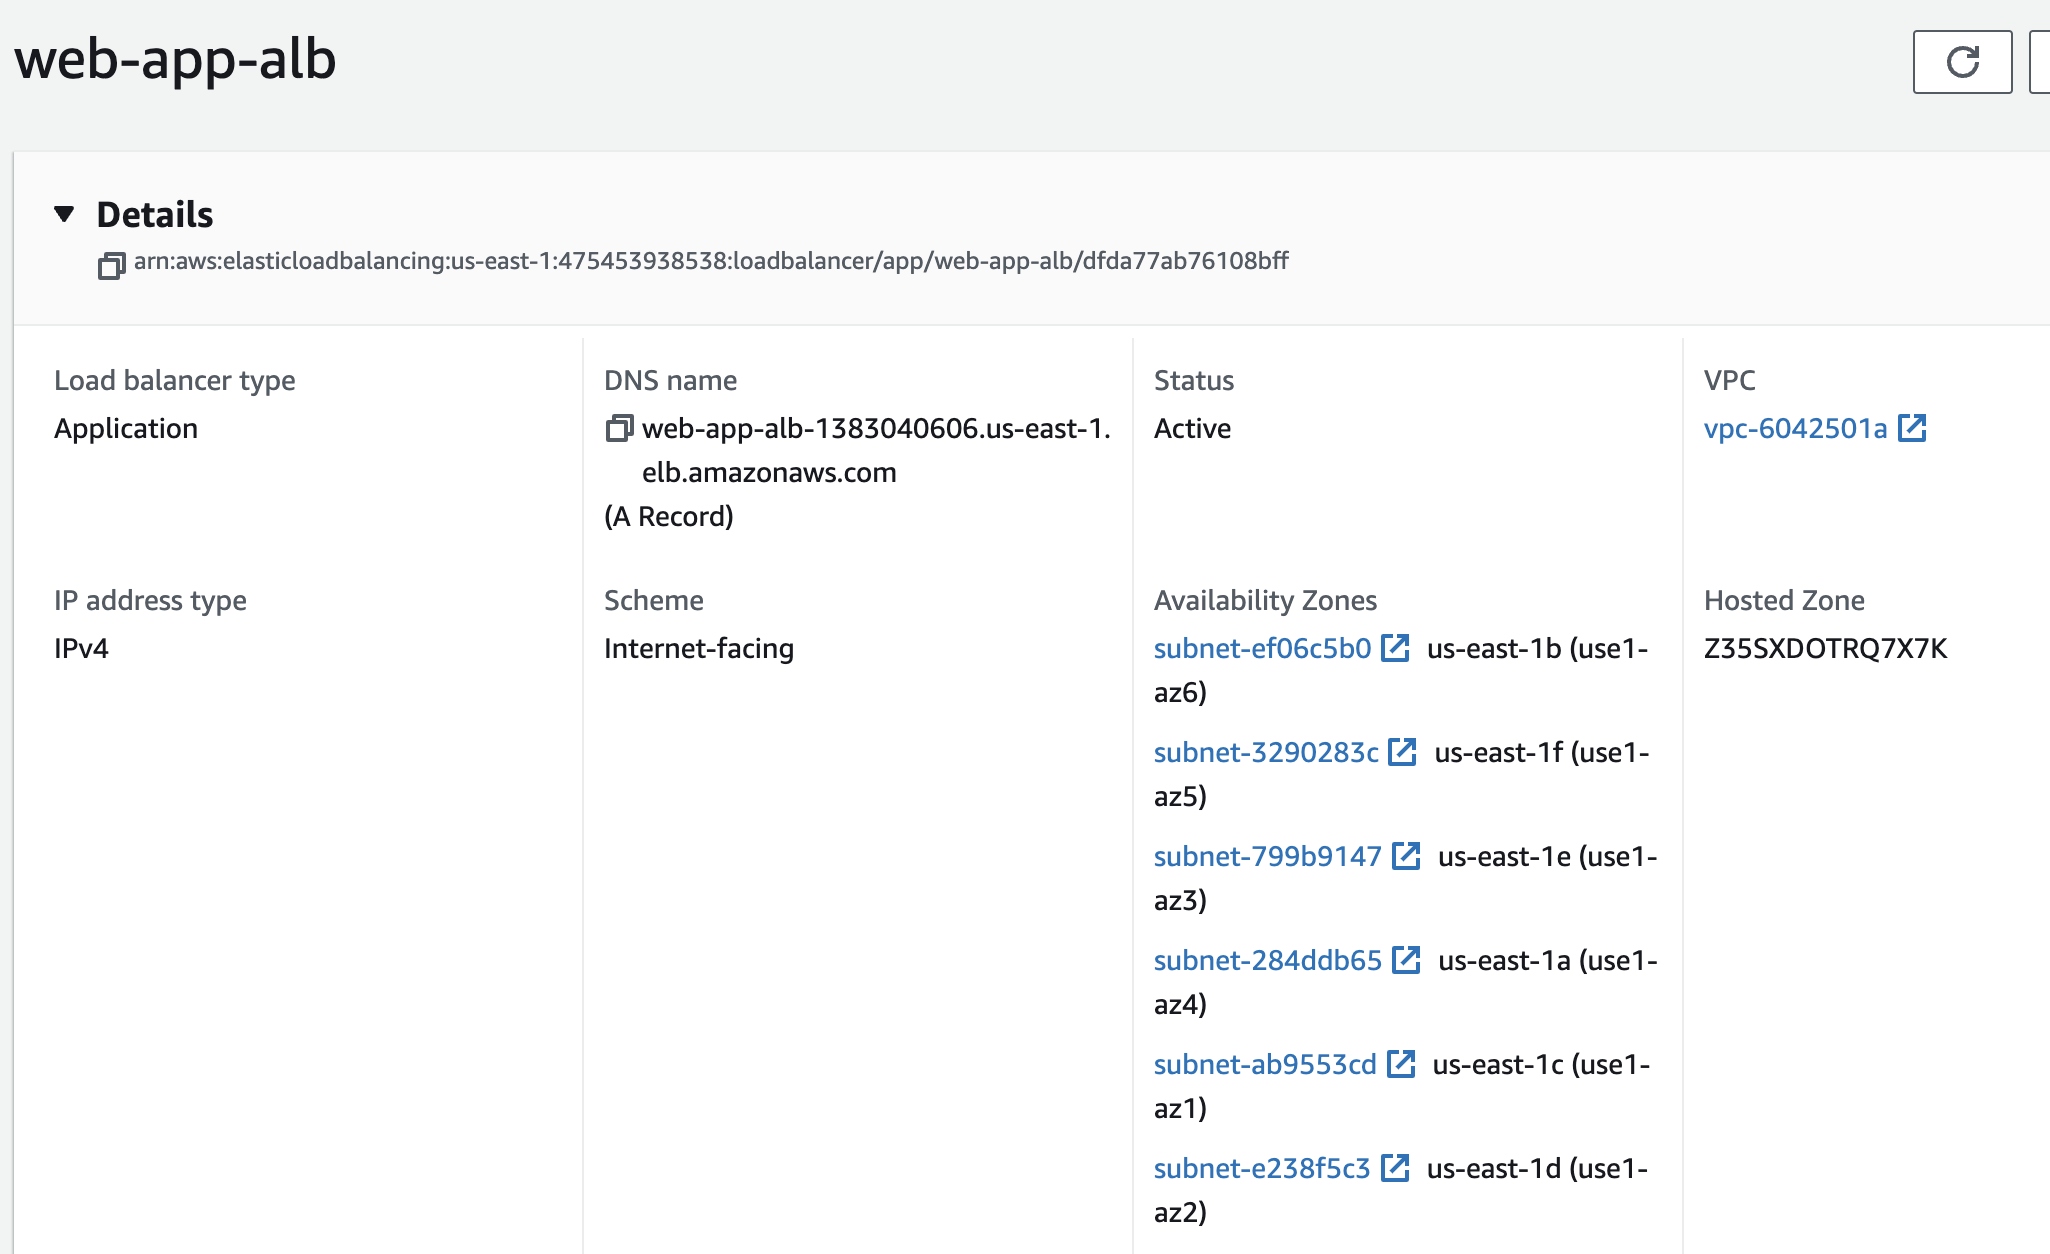 web-app-alb
Details
arn:aws:elasticloadbalancing:us-east-1:475453938538:loadbalancer/app/web-app-alb/dfda77ab76108bff
Load balancer type
Application
DNS name
web-app-alb-1383040606.us-east-1.
elb.amazonaws.com
(A Record)
Status
Active
VPC
vpc-6042501a
IP address type
IPv4
Scheme
Internet-facing
Availability Zones
subnet-ef06c5b0 us-east-1b (use1-
az6)
subnet-3290283c us-east-1f (use1-
az5)
subnet-799b9147 us-east-1e (use1-
az3)
subnet-284ddb65 us-east-1a (use1-
az4)
subnet-ab9553cd us-east-1c (use1-
az1)
subnet-e238f5c3 us-east-1d (use1-
az2)
Hosted Zone
Z35SXDOTRQ7X7K